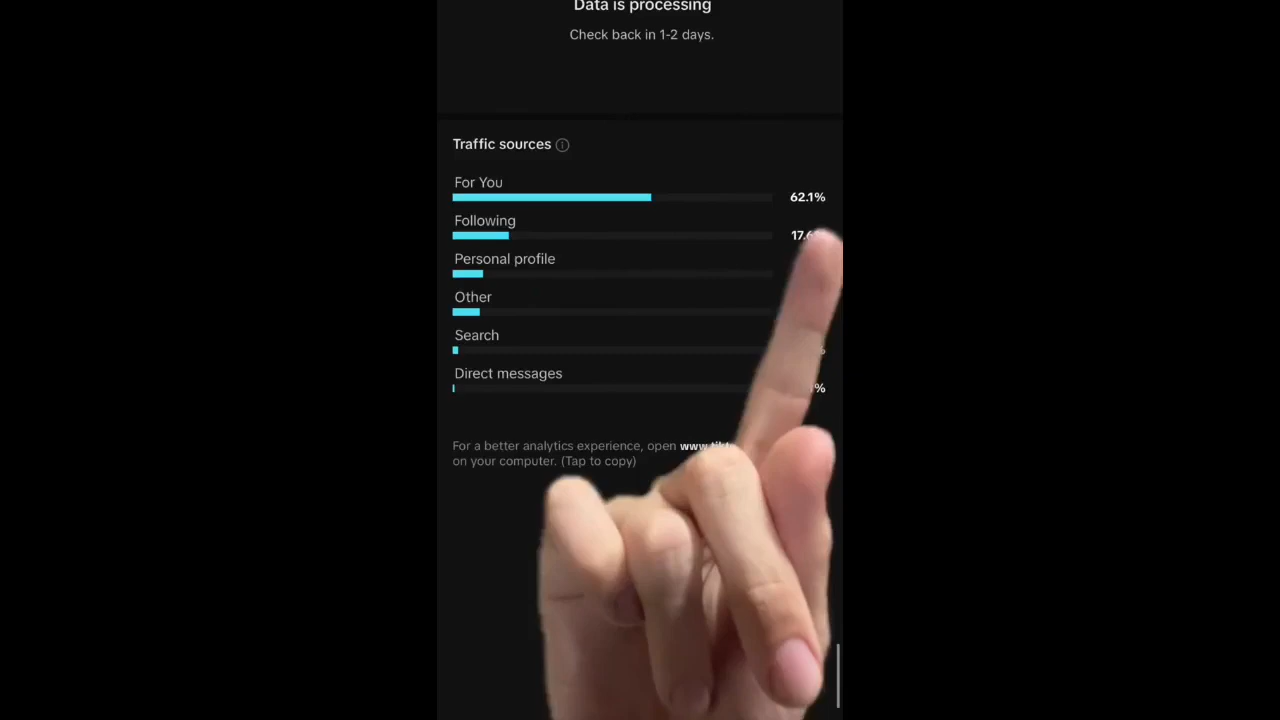 Data is processing
Check back in 1-2 days.
Traffic sources
For You
62.1%
Following
Personal profile
Other
Search
Direct messages
For a better analytics experience, open
on your computer. (Tap to copy)